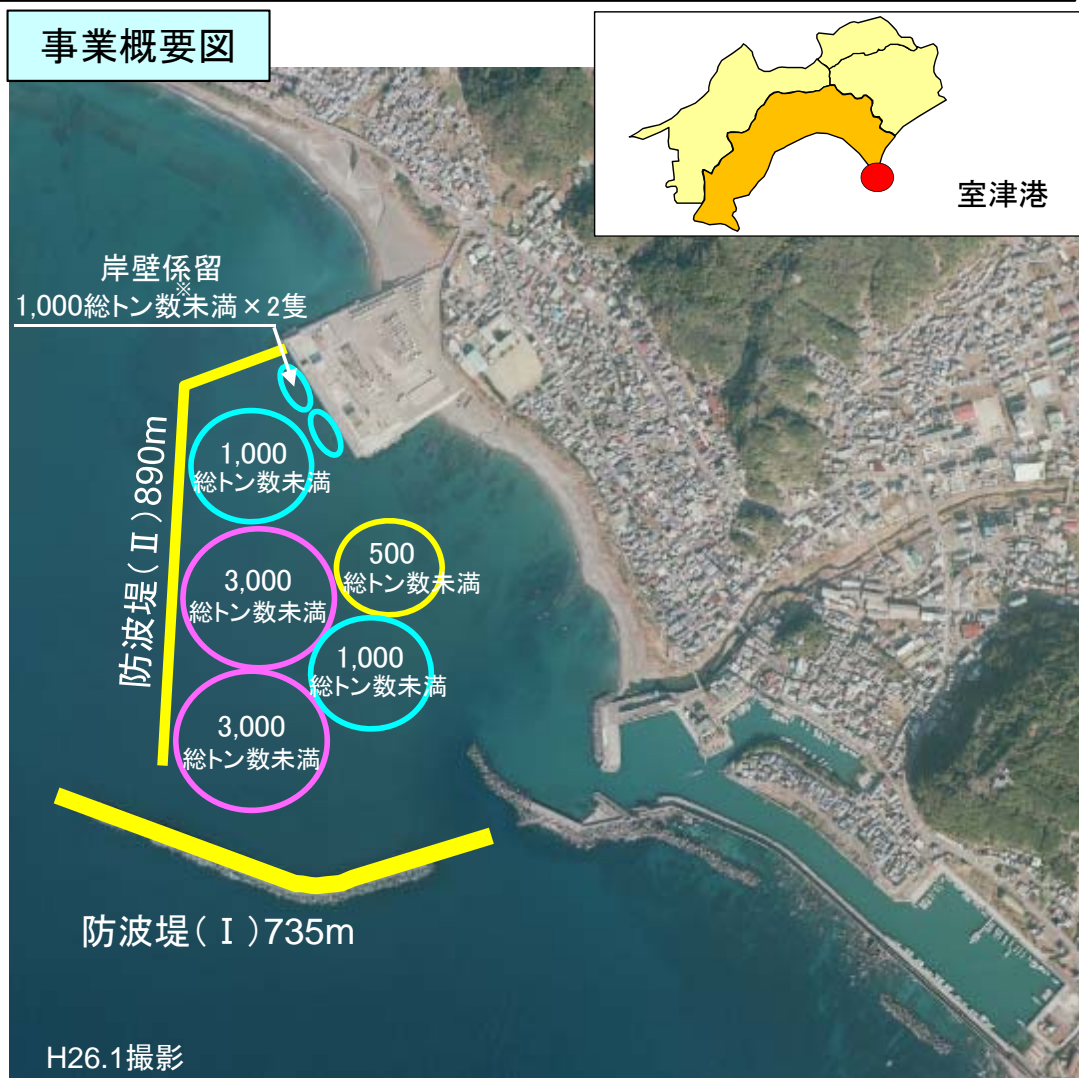 事業概要図
室津港
岸壁係留
※
1,000総トン数未満×2隻
防波堤(Ⅱ)890m
1,000
総トン数未満
3,000
総トン数未満
500
総トン数未満
1,000
総トン数未満
3,000
総トン数未満
防波堤(Ⅰ)735m
H26.1撮影